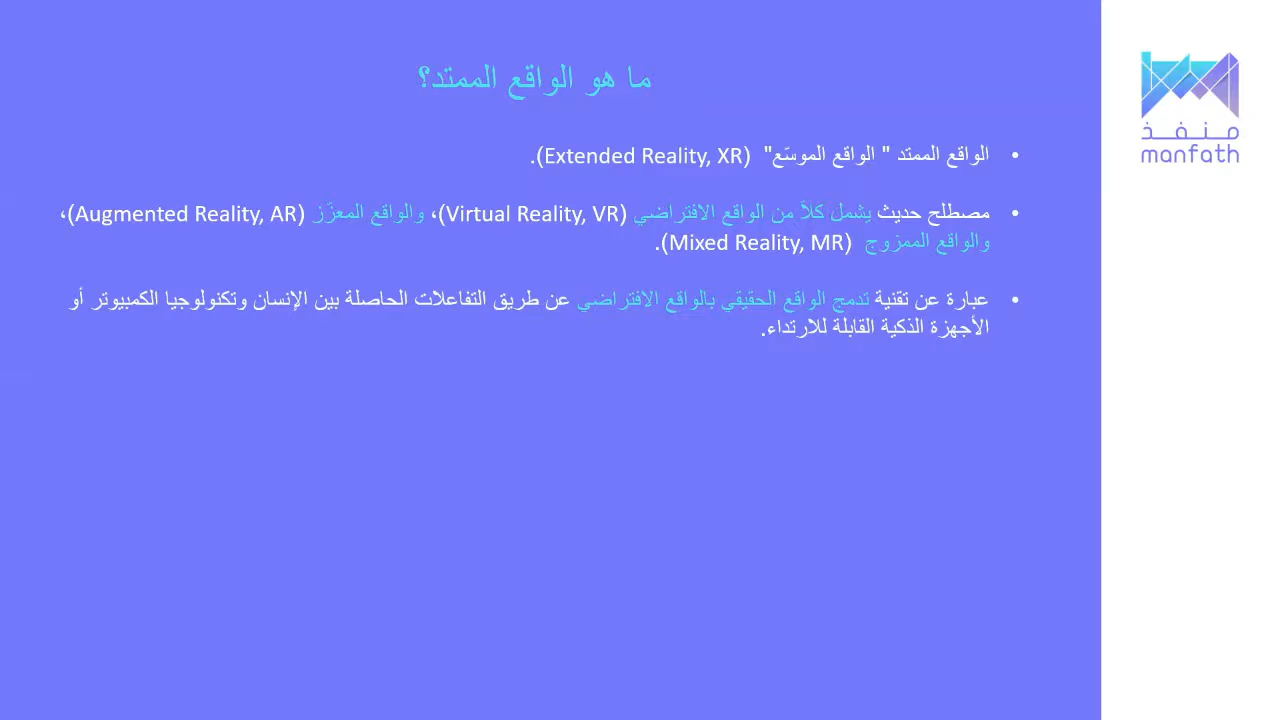 ما هو الواقع الممتد؟
• الواقع الممتد " الواقع الموسّع" (Extended Reality, XR).
• مصطلح حديث يشمل كلاً من الواقع الافتراضي (Virtual Reality, VR)، والواقع المعزّز (Augmented Reality, AR)،
والواقع الممزوج (Mixed Reality, MR).
• عبارة عن تقنية تدمج الواقع الحقيقي بالواقع الافتراضي عن طريق التفاعلات الحاصلة بين الإنسان وتكنولوجيا الكمبيوتر أو
الأجهزة الذكية القابلة للارتداء.
منفذ
manfath